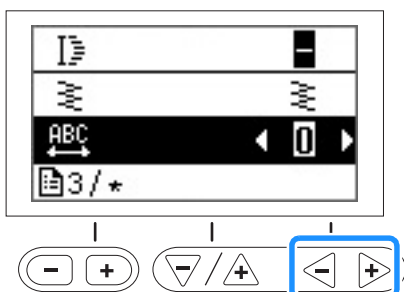 –
ABC 0
3/*
- + / - +